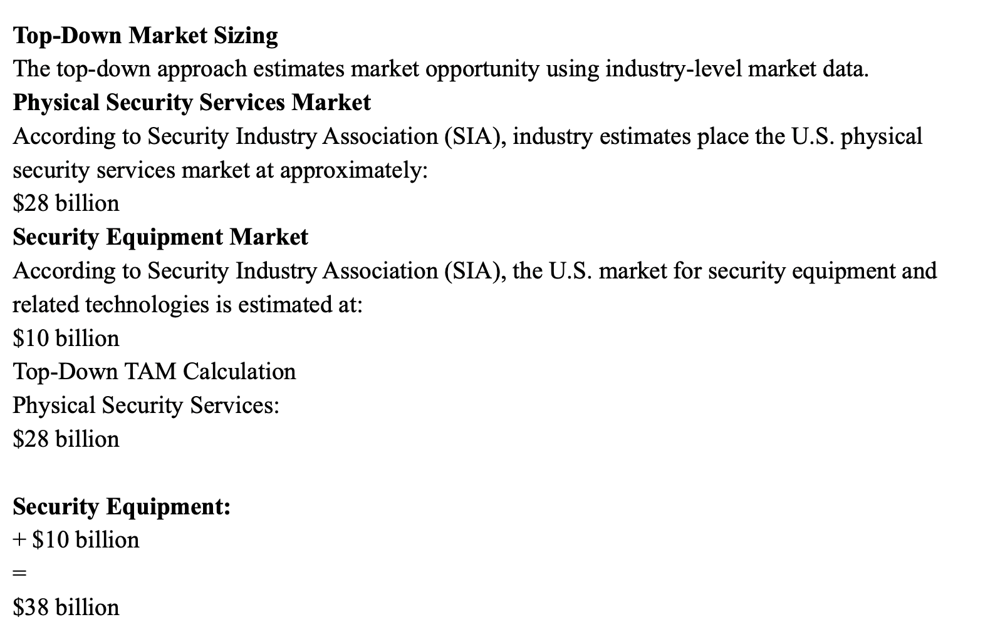 Top-Down Market Sizing
The top-down approach estimates market opportunity using industry-level market data.
Physical Security Services Market
According to Security Industry Association (SIA), industry estimates place the U.S. physical
security services market at approximately:
$28 billion
Security Equipment Market
According to Security Industry Association (SIA), the U.S. market for security equipment and
related technologies is estimated at:
$10 billion
Top-Down TAM Calculation
Physical Security Services:
$28 billion
Security Equipment:
+ $10 billion
=
$38 billion